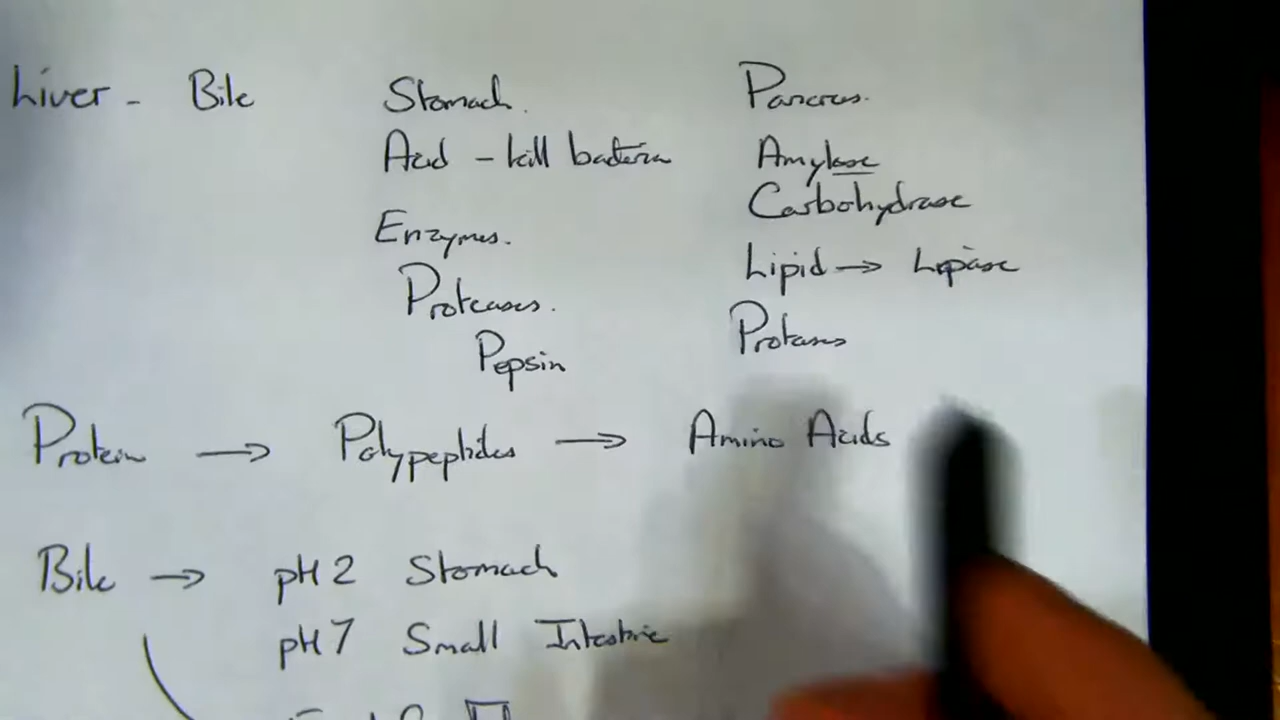 Liver - Bile
Stomach.
Acid - kill bacteria
Enzymes.
Proteases.
Pepsin
Pancreas.
Amylase
Carbohydrase
Lipid → Lipase
Proteases
Protein → Polypeptides → Amino Acids
Bile → pH 2 Stomach
pH 7 Small Intestine